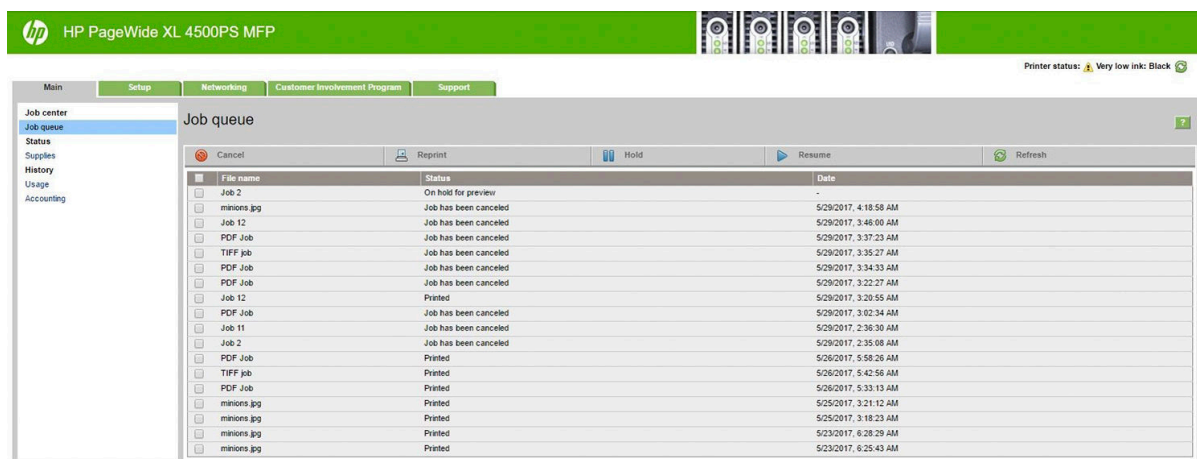 hp HP PageWide XL 4500PS MFP
Printer status: Very low ink: Black
Main Setup Networking Customer Involvement Program Support
Job center
Job queue
Status
Supplies
History
Usage
Accounting
Job queue ?
Cancel Reprint Hold Resume Refresh
File name Status Date
Job 2 On hold for preview -
minions.jpg Job has been canceled 5/29/2017, 4:18:58 AM
Job 12 Job has been canceled 5/29/2017, 3:46:00 AM
PDF Job Job has been canceled 5/29/2017, 3:37:23 AM
TIFF job Job has been canceled 5/29/2017, 3:35:27 AM
PDF Job Job has been canceled 5/29/2017, 3:34:33 AM
PDF Job Job has been canceled 5/29/2017, 3:22:27 AM
Job 12 Printed 5/29/2017, 3:20:55 AM
PDF Job Job has been canceled 5/29/2017, 3:02:34 AM
Job 11 Job has been canceled 5/29/2017, 2:36:30 AM
Job 2 Job has been canceled 5/29/2017, 2:35:08 AM
PDF Job Printed 5/26/2017, 5:58:26 AM
TIFF job Printed 5/26/2017, 5:42:56 AM
PDF Job Printed 5/26/2017, 5:33:13 AM
minions.jpg Printed 5/25/2017, 3:21:12 AM
minions.jpg Printed 5/25/2017, 3:18:23 AM
minions.jpg Printed 5/23/2017, 6:28:29 AM
minions.jpg Printed 5/23/2017, 6:25:43 AM